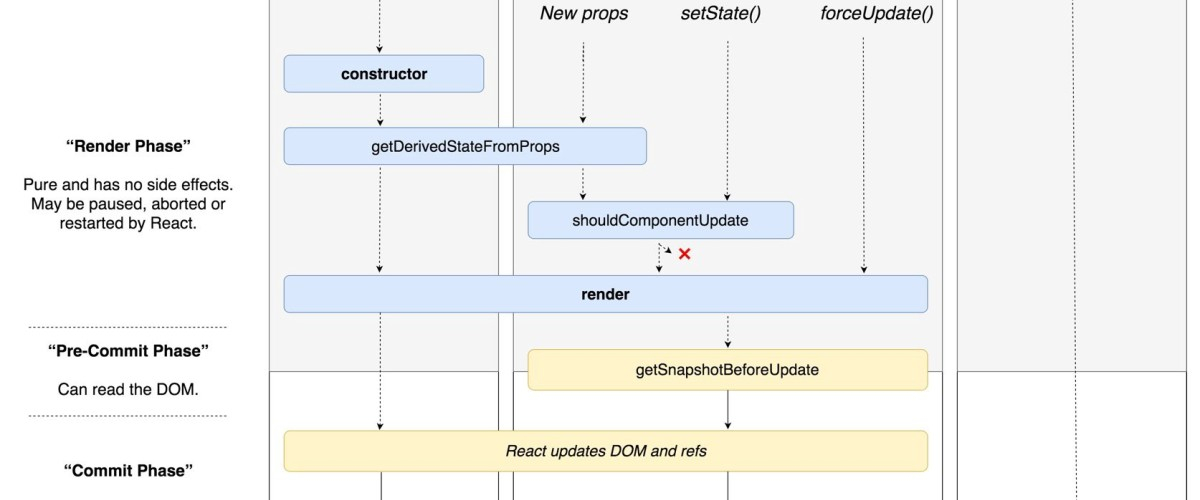 New props
setState()
forceUpdate()
constructor
“Render Phase”
getDerivedStateFromProps
Pure and has no side effects.
May be paused, aborted or
restarted by React.
shouldComponentUpdate
render
“Pre-Commit Phase”
getSnapshotBeforeUpdate
Can read the DOM.
React updates DOM and refs
“Commit Phase”